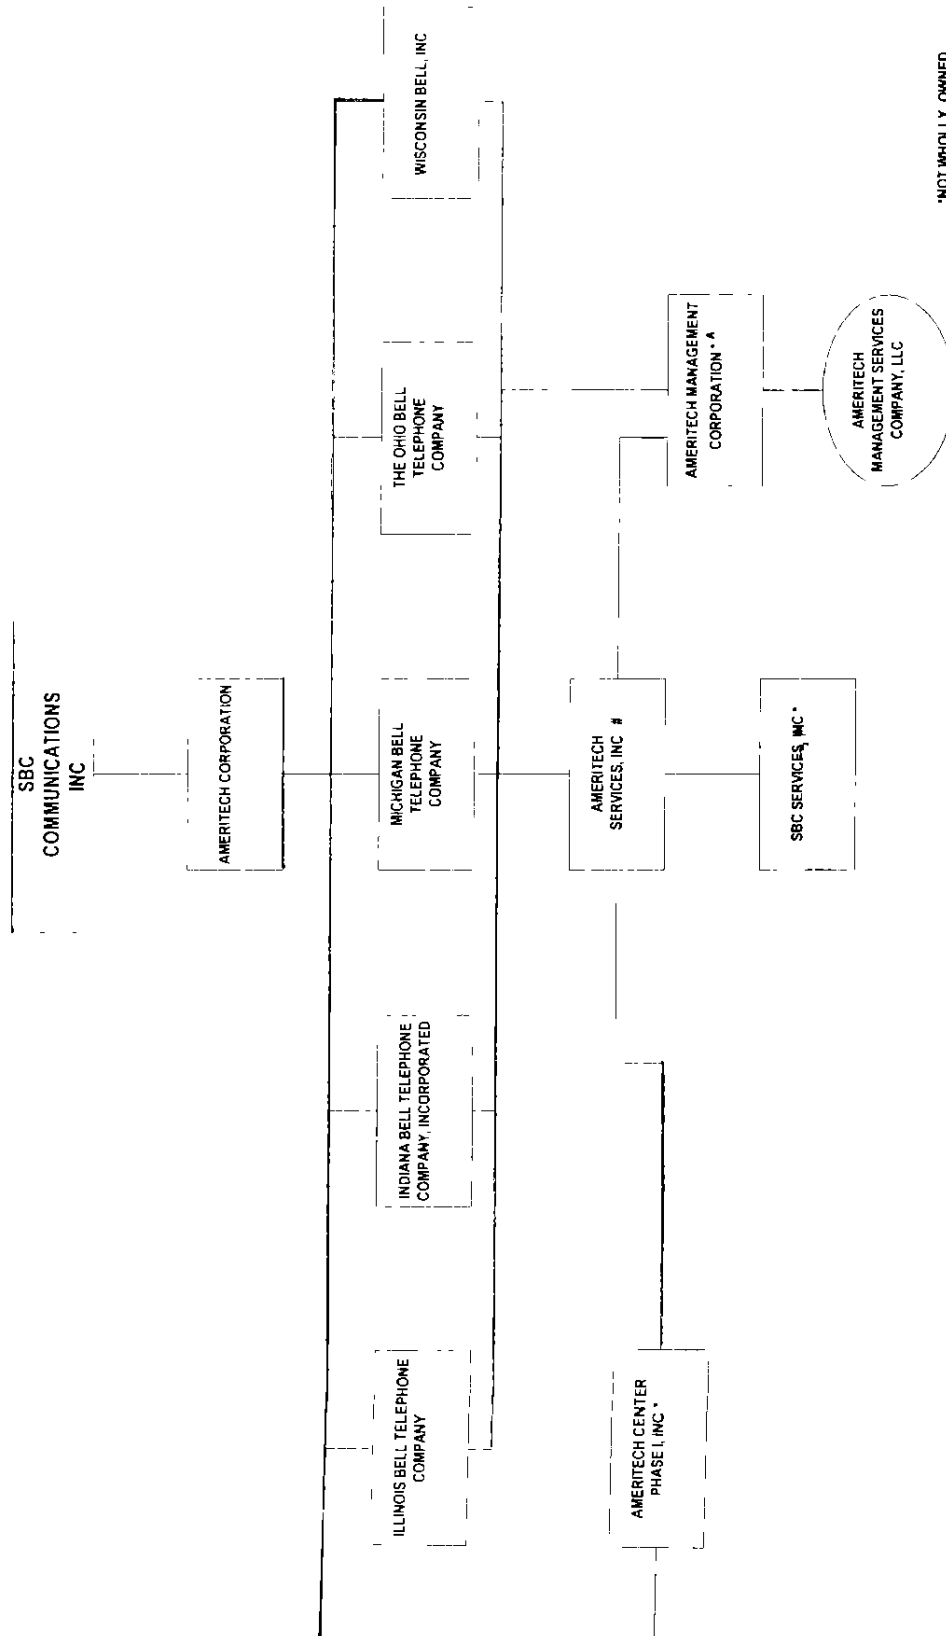 SBC
COMMUNICATIONS
INC
AMERITECH CORPORATION
ILLINOIS BELL TELEPHONE
COMPANY
INDIANA BELL TELEPHONE
COMPANY, INCORPORATED
MICHIGAN BELL
TELEPHONE
COMPANY
THE OHIO BELL
TELEPHONE
COMPANY
WISCONSIN BELL, INC
AMERITECH CENTER
PHASE I, INC *
AMERITECH
SERVICES, INC #
AMERITECH MANAGEMENT
CORPORATION * A
SBC SERVICES, INC *
AMERITECH
MANAGEMENT SERVICES
COMPANY, LLC
*NOT WHOLLY OWNED